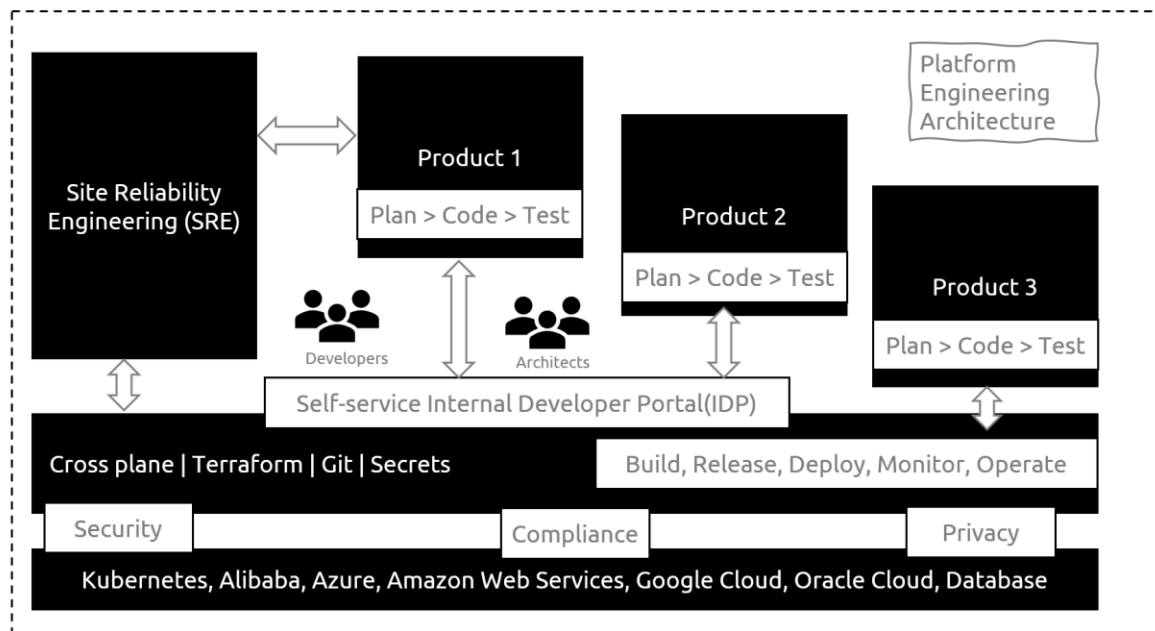 Platform
Engineering
Architecture
Site Reliability
Engineering (SRE)
Product 1
Plan > Code > Test
Product 2
Plan > Code > Test
Product 3
Plan > Code > Test
Developers
Architects
Self-service Internal Developer Portal(IDP)
Cross plane | Terraform | Git | Secrets
Build, Release, Deploy, Monitor, Operate
Security
Compliance
Privacy
Kubernetes, Alibaba, Azure, Amazon Web Services, Google Cloud, Oracle Cloud, Database